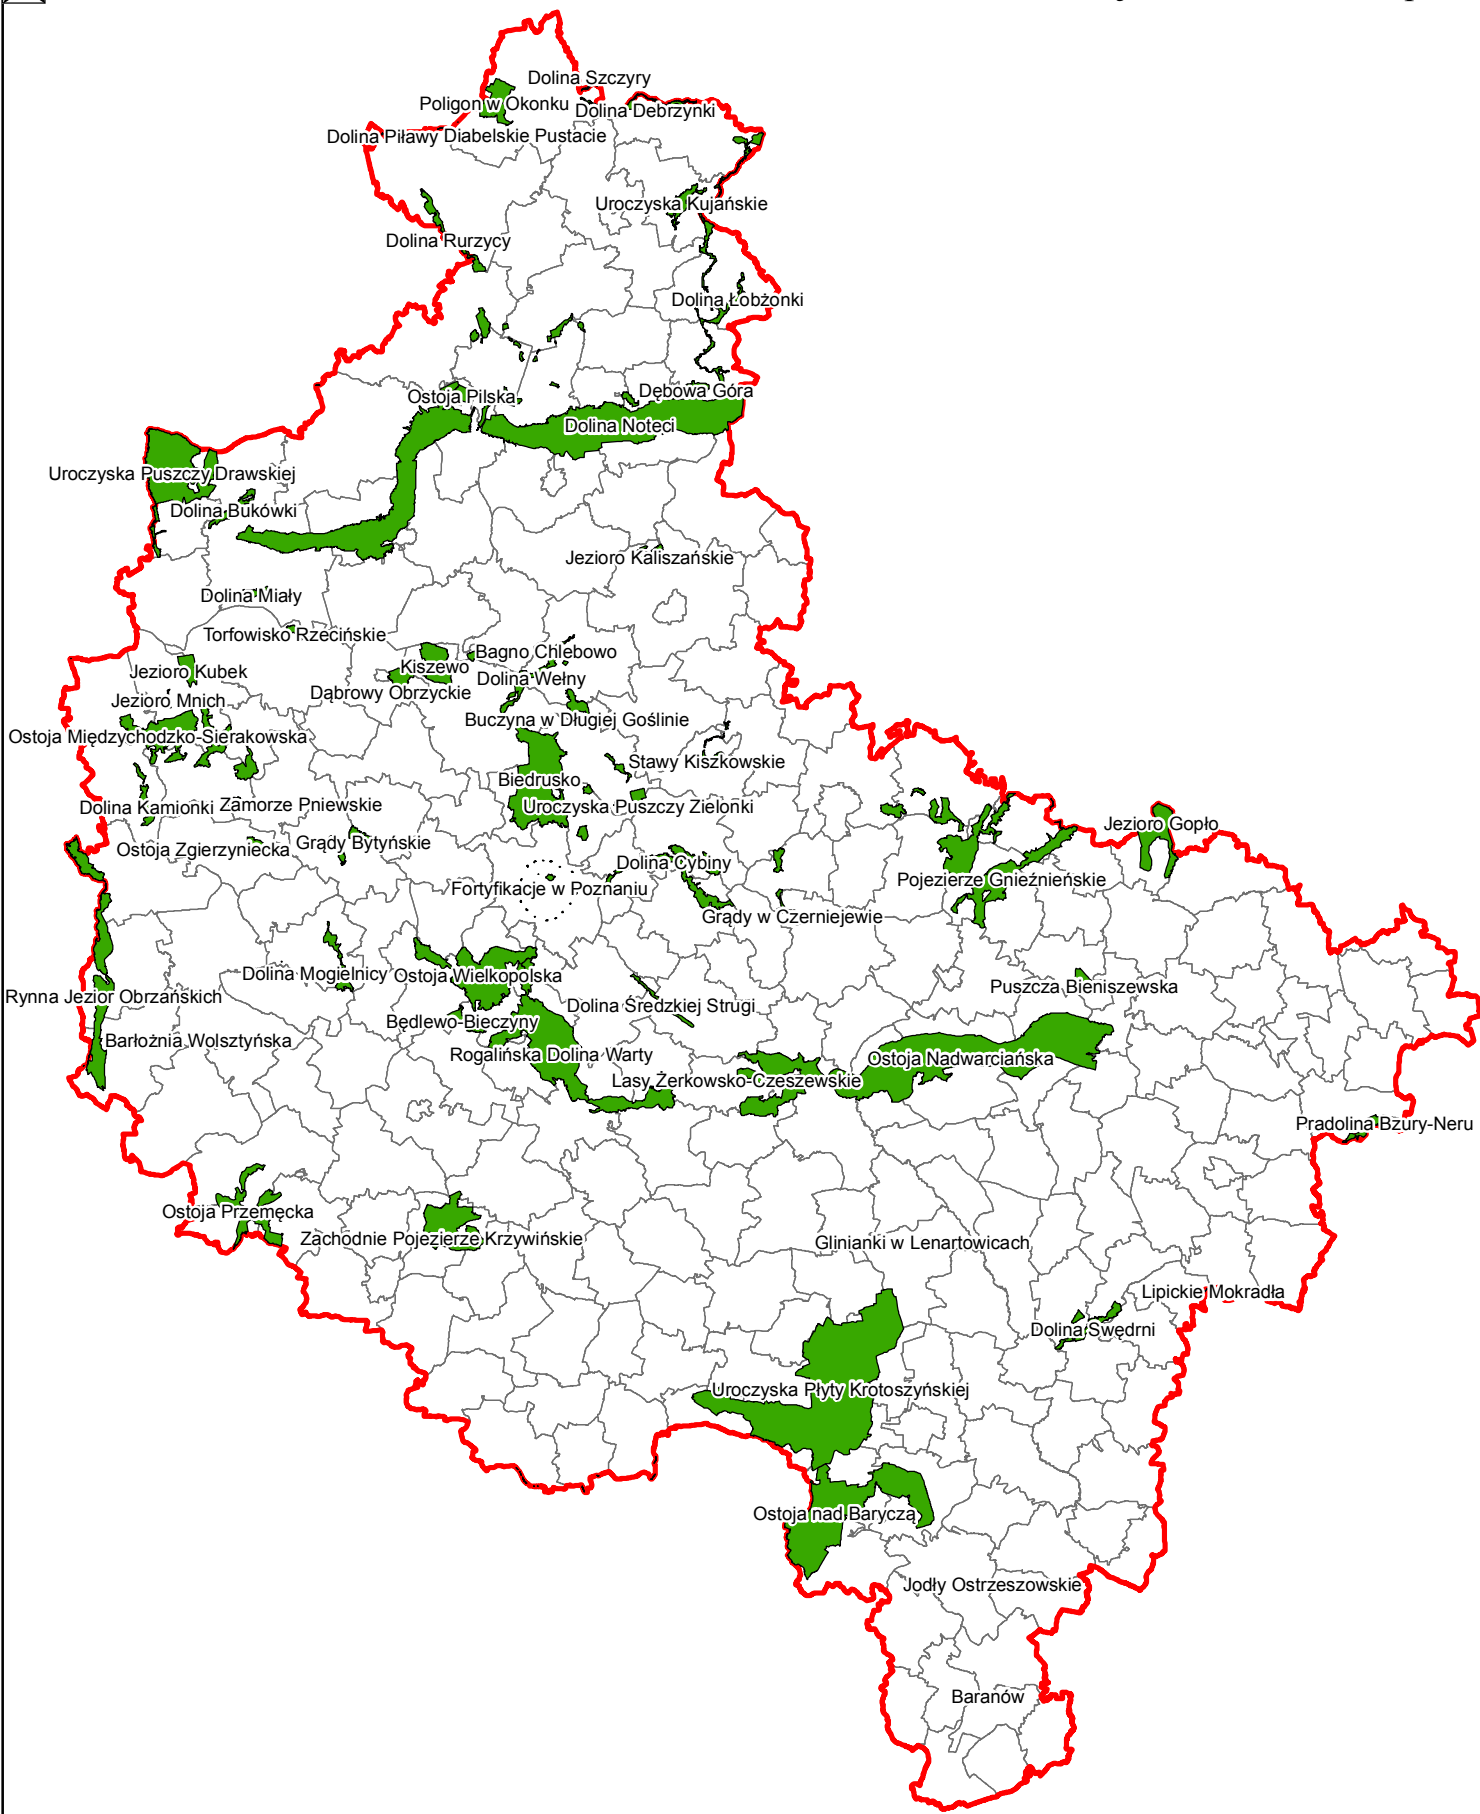 Dolina Szczyry
Poligon w Okonku
Dolina Debrzynki
Dolina Piławy Diabelskie Pustacie
Uroczyska Kujańskie
Dolina Rurzycy
Dolina Łobżonki
Dębowa Góra
Ostoja Pilska
Dolina Noteci
Uroczyska Puszczy Drawskiej
Dolina Bukówki
Jezioro Kaliszańskie
Dolina Miały
Torfowisko Rzecińskie
Bagno Chlebowo
Kiszewo
Jezioro Kubek
Dolina Wełny
Dąbrowy Obrzyckie
Jezioro Mnich
Buczyna w Długiej Goślinie
Ostoja Międzychodzko-Sierakowska
Stawy Kiszkowskie
Biedrusko
Dolina Kamionki
Zamorze Pniewskie
Uroczyska Puszczy Zielonki
Jezioro Gopło
Grądy Bytyńskie
Ostoja Zgierzyniecka
Dolina Cybiny
Pojezierze Gnieźnieńskie
Fortyfikacje w Poznaniu
Grądy w Czerniejewie
Dolina Mogielnicy
Ostoja Wielkopolska
Puszcza Bieniszewska
Rynna Jezior Obrzańskich
Dolina Średzkiej Strugi
Będlewo-Bieczyny
Barłożnia Wolsztyńska
Rogalińska Dolina Warty
Ostoja Nadwarciańska
Lasy Żerkowsko-Czeszewskie
Pradolina Bzury-Neru
Ostoja Przemęcka
Zachodnie Pojezierze Krzywińskie
Glinianki w Lenartowicach
Lipickie Mokradła
Dolina Swędrni
Uroczyska Płyty Krotoszyńskiej
Ostoja nad Baryczą
Jodły Ostrzeszowskie
Baranów